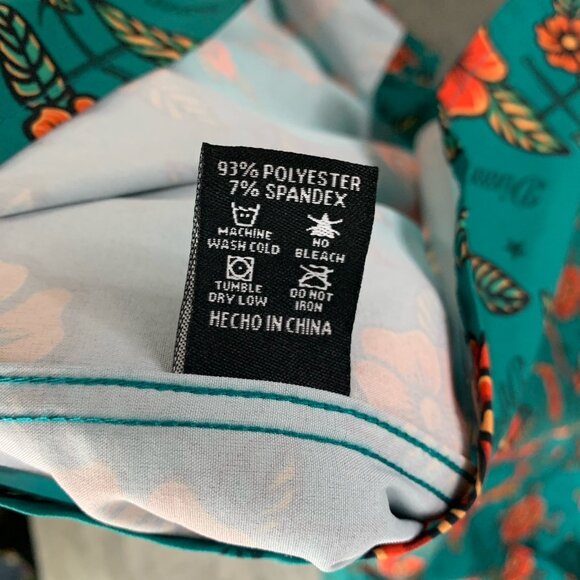 93% POLYESTER
7% SPANDEX
MACHINE
WASH COLD
NO
BLEACH
TUMBLE
DRY LOW
DO NOT
IRON
HECHO IN CHINA